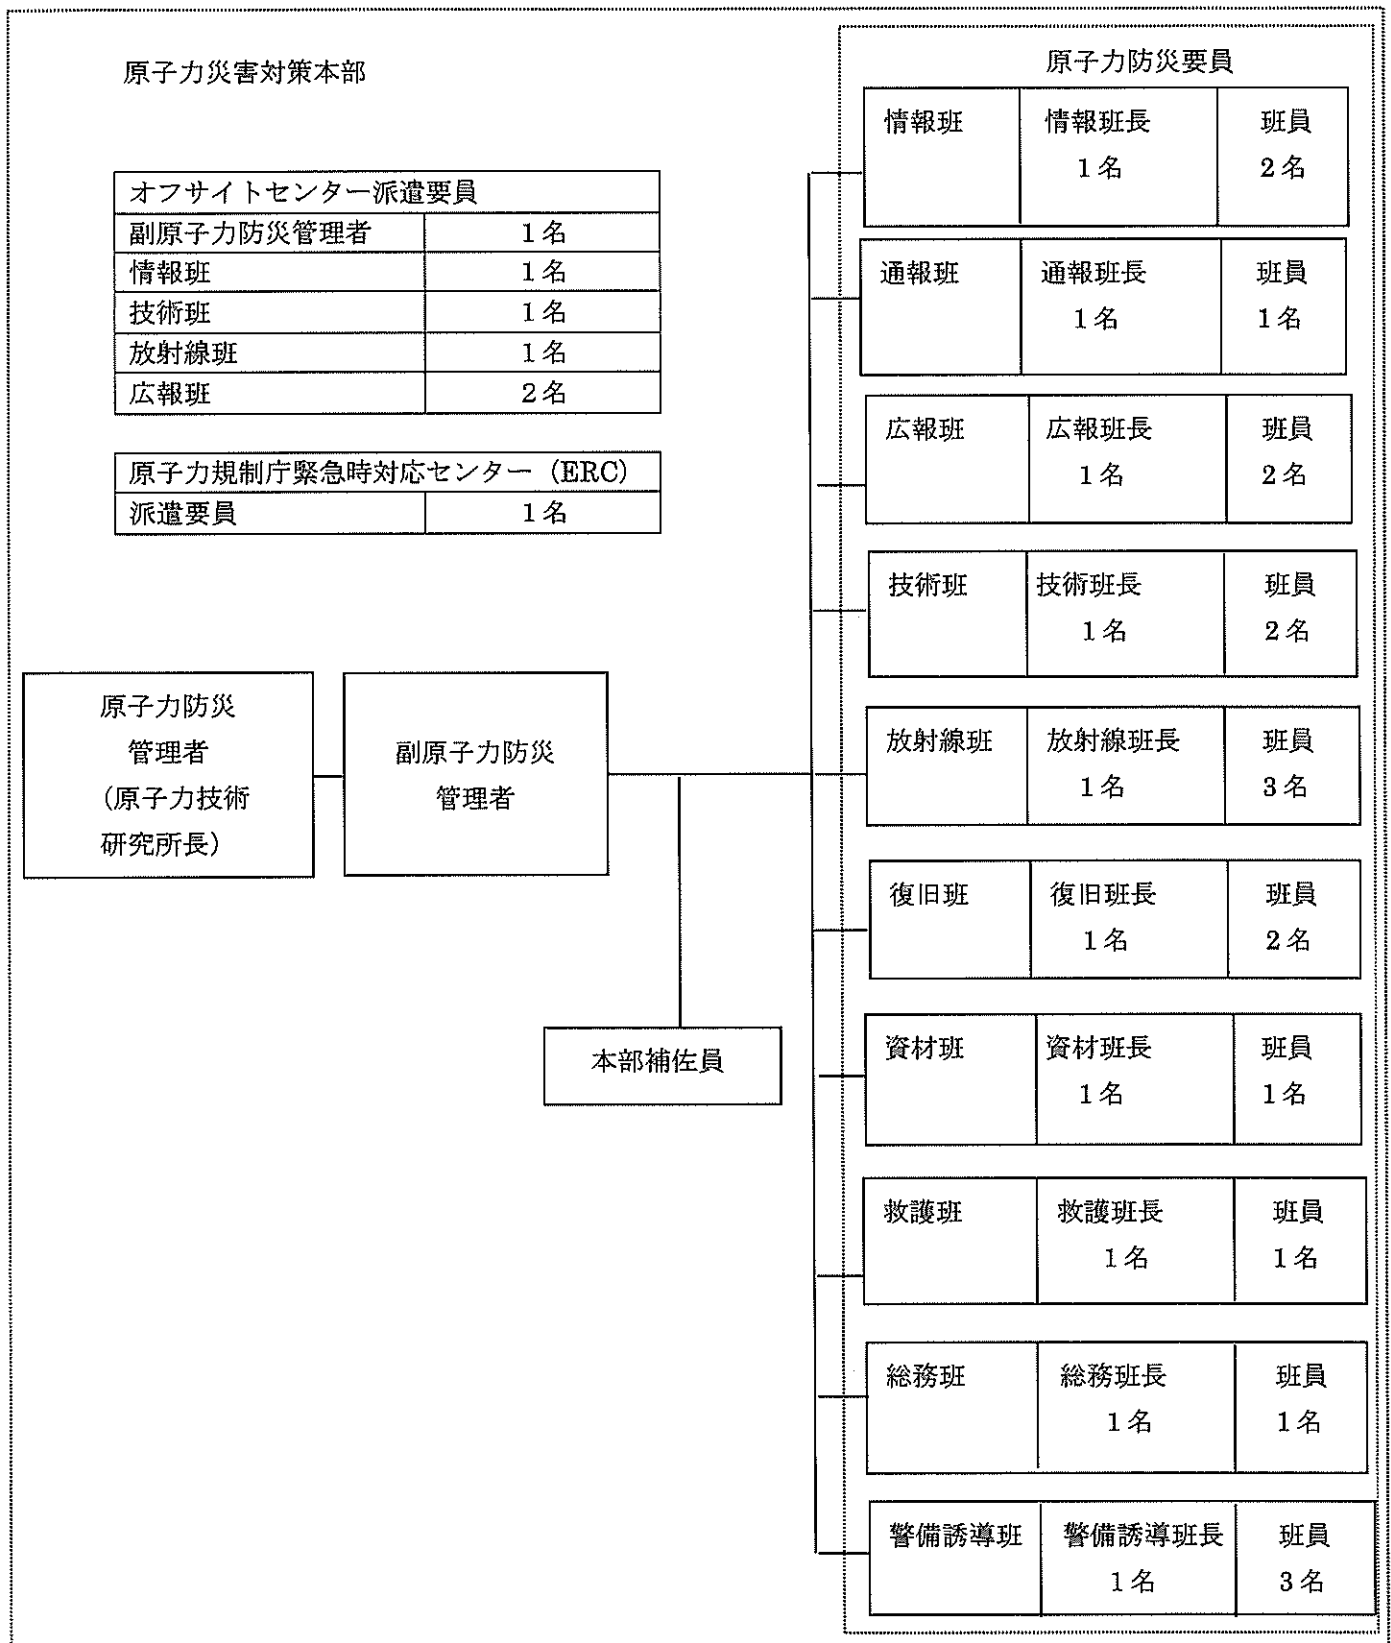 原子力災害対策本部
オフサイトセンター派遣要員
副原子力防災管理者 1名
情報班 1名
技術班 1名
放射線班 1名
広報班 2名
原子力規制庁緊急時対応センター（ERC）
派遣要員 1名
原子力防災
管理者
（原子力技術
研究所長）
副原子力防災
管理者
本部補佐員
原子力防災要員
情報班 情報班長 班員
1名 2名
通報班 通報班長 班員
1名 1名
広報班 広報班長 班員
1名 2名
技術班 技術班長 班員
1名 2名
放射線班 放射線班長 班員
1名 3名
復旧班 復旧班長 班員
1名 2名
資材班 資材班長 班員
1名 1名
救護班 救護班長 班員
1名 1名
総務班 総務班長 班員
1名 1名
警備誘導班 警備誘導班長 班員
1名 3名